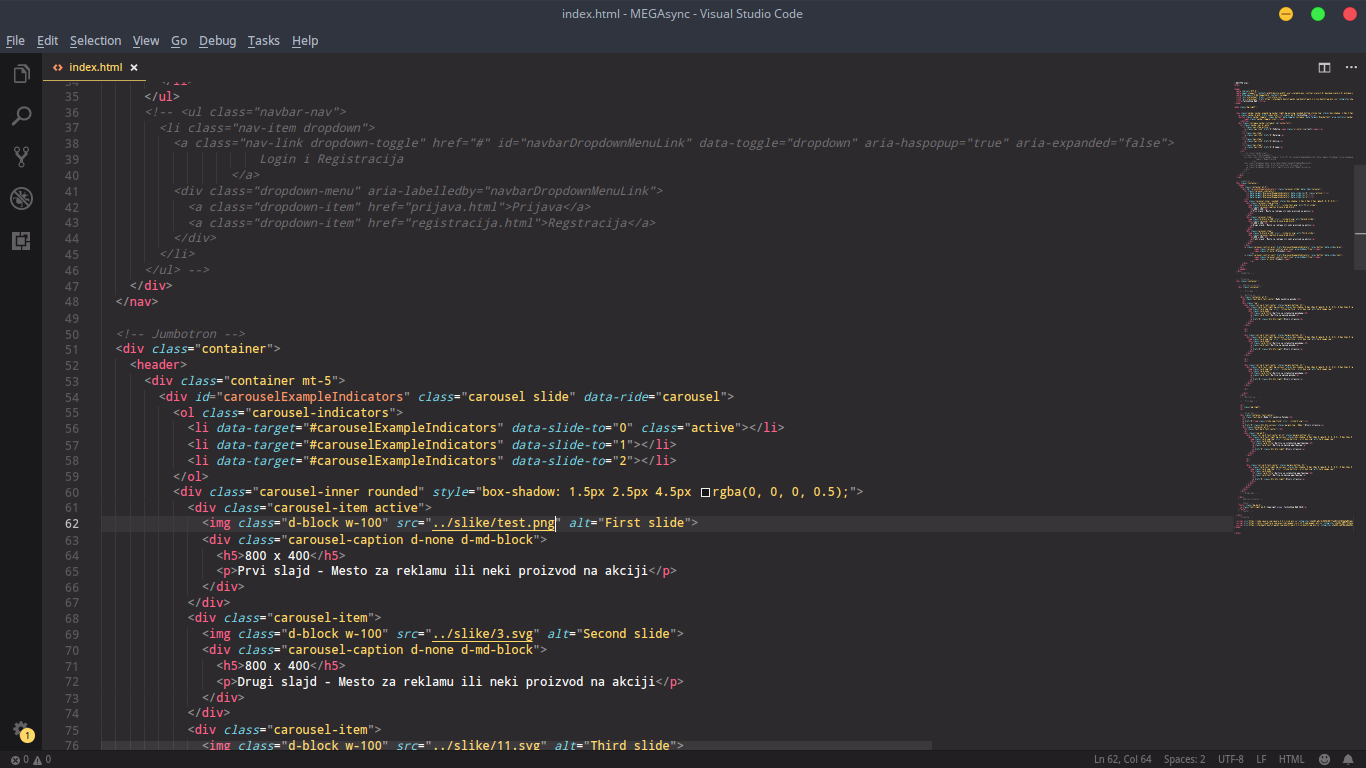 index.html - MEGAsync - Visual Studio Code
File Edit Selection View Go Debug Tasks Help
<> index.html ×
35 </ul>
36 <!-- <ul class="navbar-nav">
37 <li class="nav-item dropdown">
38 <a class="nav-link dropdown-toggle" href="#" id="navbarDropdownMenuLink" data-toggle="dropdown" aria-haspopup="true" aria-expanded="false">
39 Login i Registracija
40 </a>
41 <div class="dropdown-menu" aria-labelledby="navbarDropdownMenuLink">
42 <a class="dropdown-item" href="prijava.html">Prijava</a>
43 <a class="dropdown-item" href="registracija.html">Regstracija</a>
44 </div>
45 </li>
46 </ul> -->
47 </div>
48 </nav>
49
50 <!-- Jumbotron -->
51 <div class="container">
52 <header>
53 <div class="container mt-5">
54 <div id="carouselExampleIndicators" class="carousel slide" data-ride="carousel">
55 <ol class="carousel-indicators">
56 <li data-target="#carouselExampleIndicators" data-slide-to="0" class="active"></li>
57 <li data-target="#carouselExampleIndicators" data-slide-to="1"></li>
58 <li data-target="#carouselExampleIndicators" data-slide-to="2"></li>
59 </ol>
60 <div class="carousel-inner rounded" style="box-shadow: 1.5px 2.5px 4.5px rgba(0, 0, 0, 0.5);">
61 <div class="carousel-item active">
62 <img class="d-block w-100" src="../slike/test.png" alt="First slide">
63 <div class="carousel-caption d-none d-md-block">
64 <h5>800 x 400</h5>
65 <p>Prvi slajd - Mesto za reklamu ili neki proizvod na akciji</p>
66 </div>
67 </div>
68 <div class="carousel-item">
69 <img class="d-block w-100" src="../slike/3.svg" alt="Second slide">
70 <div class="carousel-caption d-none d-md-block">
71 <h5>800 x 400</h5>
72 <p>Drugi slajd - Mesto za reklamu ili neki proizvod na akciji</p>
73 </div>
74 </div>
75 <div class="carousel-item">
76 <img class="d-block w-100" src="../slike/11.svg" alt="Third slide">
1
0 0 Ln 62, Col 64 Spaces: 2 UTF-8 LF HTML